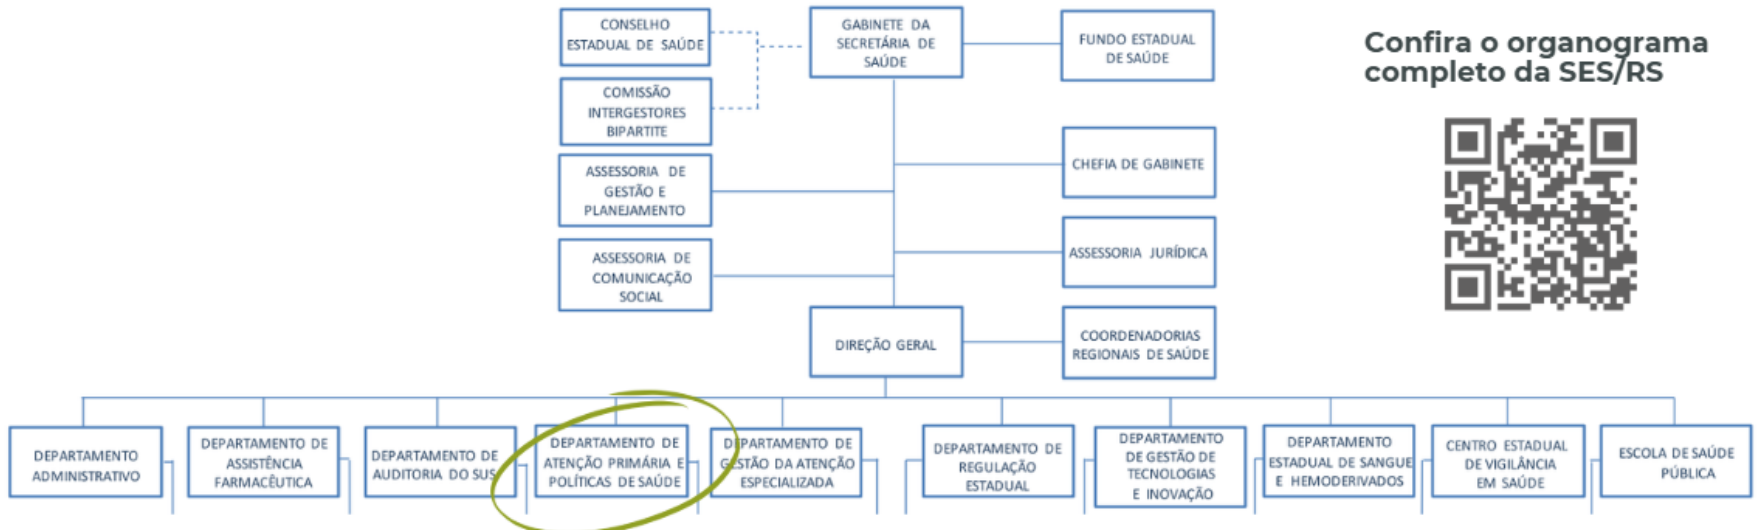 CONSELHO
ESTADUAL DE SAÚDE
GABINETE DA
SECRETÁRIA DE
SAÚDE
FUNDO ESTADUAL
DE SAÚDE
Confira o organograma
completo da SES/RS
COMISSÃO
INTERGESTORES
BIPARTITE
ASSESSORIA DE
GESTÃO E
PLANEJAMENTO
CHEFIA DE GABINETE
ASSESSORIA DE
COMUNICAÇÃO
SOCIAL
ASSESSORIA JURÍDICA
DIREÇÃO GERAL
COORDENADORIAS
REGIONAIS DE SAÚDE
DEPARTAMENTO
ADMINISTRATIVO
DEPARTAMENTO DE
ASSISTÊNCIA
FARMACÊUTICA
DEPARTAMENTO DE
AUDITORIA DO SUS
DEPARTAMENTO DE
ATENÇÃO PRIMÁRIA E
POLÍTICAS DE SAÚDE
DEPARTAMENTO DE
GESTÃO DA ATENÇÃO
ESPECIALIZADA
DEPARTAMENTO DE
REGULAÇÃO
ESTADUAL
DEPARTAMENTO
DE GESTÃO DE
TECNOLOGIAS
E INOVAÇÃO
DEPARTAMENTO
ESTADUAL DE SANGUE
E HEMODERIVADOS
CENTRO ESTADUAL
DE VIGILÂNCIA
EM SAÚDE
ESCOLA DE SAÚDE
PÚBLICA